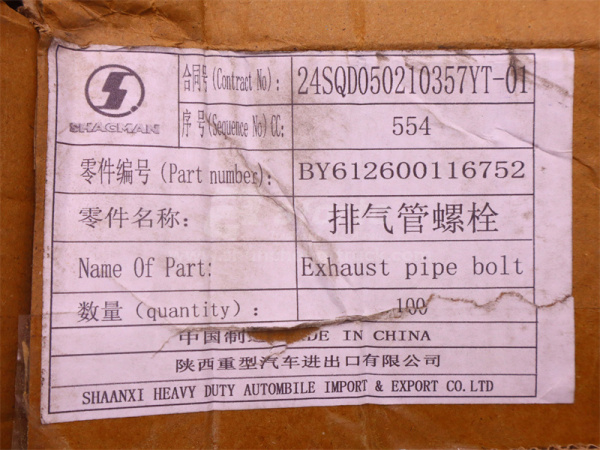 SHACMAN
合同号(Contract No): 24SQD050210357YT-01
序 号(Sequence No)CC: 554
零件编号 (Part number): BY612600116752
零件名称: 排气管螺栓
Name Of Part: Exhaust pipe bolt
数量 (quantity): 100
中国制造 MADE IN CHINA
陕西重型汽车进出口有限公司
SHAANXI HEAVY DUTY AUTOMBILE IMPORT & EXPORT CO.LTD